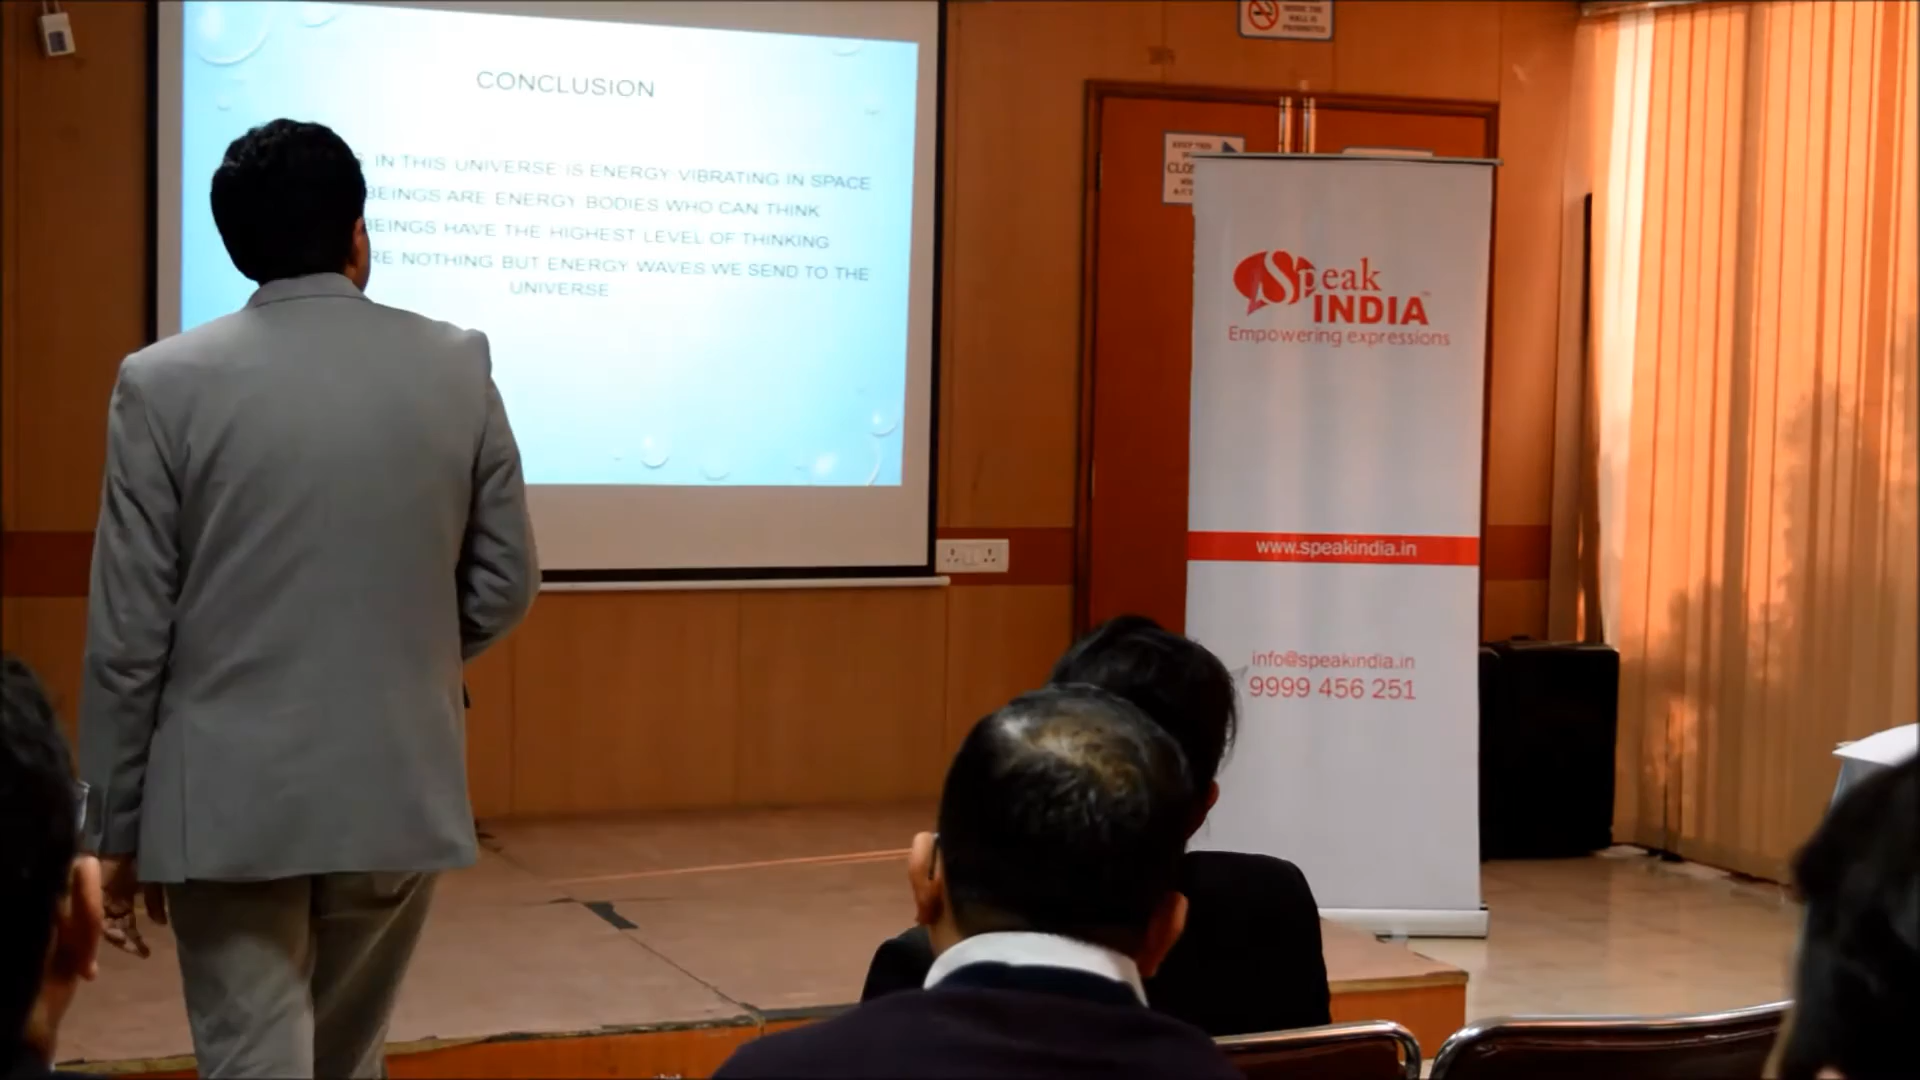 CONCLUSION
IN THIS UNIVERSE IS ENERGY VIBRATING IN SPACE
BEINGS ARE ENERGY BODIES WHO CAN THINK
BEINGS HAVE THE HIGHEST LEVEL OF THINKING
RE NOTHING BUT ENERGY WAVES WE SEND TO THE
UNIVERSE
Speak
INDIA
Empowering expressions
www.speakindia.in
info@speakindia.in
9999 456 251